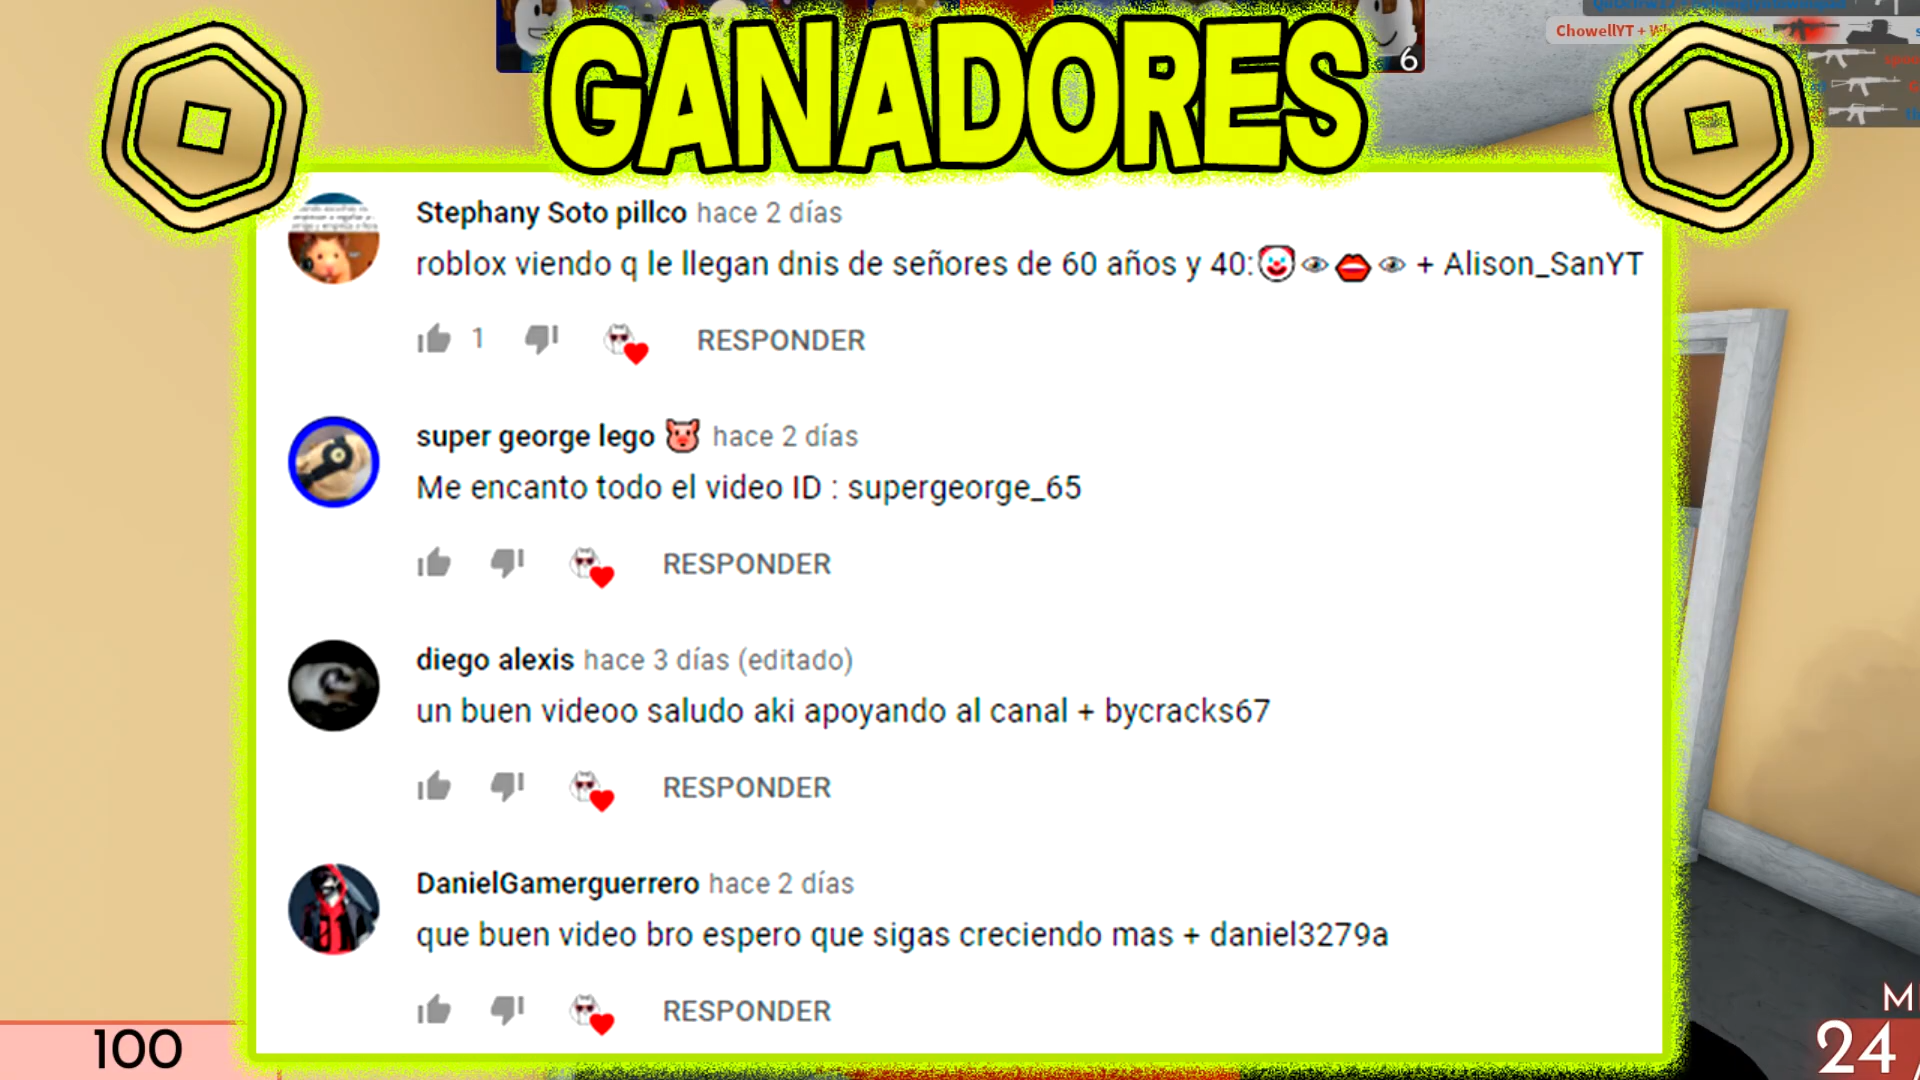 GANADORES
6
ChowellYT +
Stephany Soto pillco hace 2 días
roblox viendo q le llegan dnis de señores de 60 años y 40:🤡👁👄👁 + Alison_SanYT
1 RESPONDER
super george lego 🐷 hace 2 días
Me encanto todo el video ID : supergeorge_65
RESPONDER
diego alexis hace 3 días (editado)
un buen videoo saludo aki apoyando al canal + bycracks67
RESPONDER
DanielGamerguerrero hace 2 días
que buen video bro espero que sigas creciendo mas + daniel3279a
RESPONDER
100
M
24